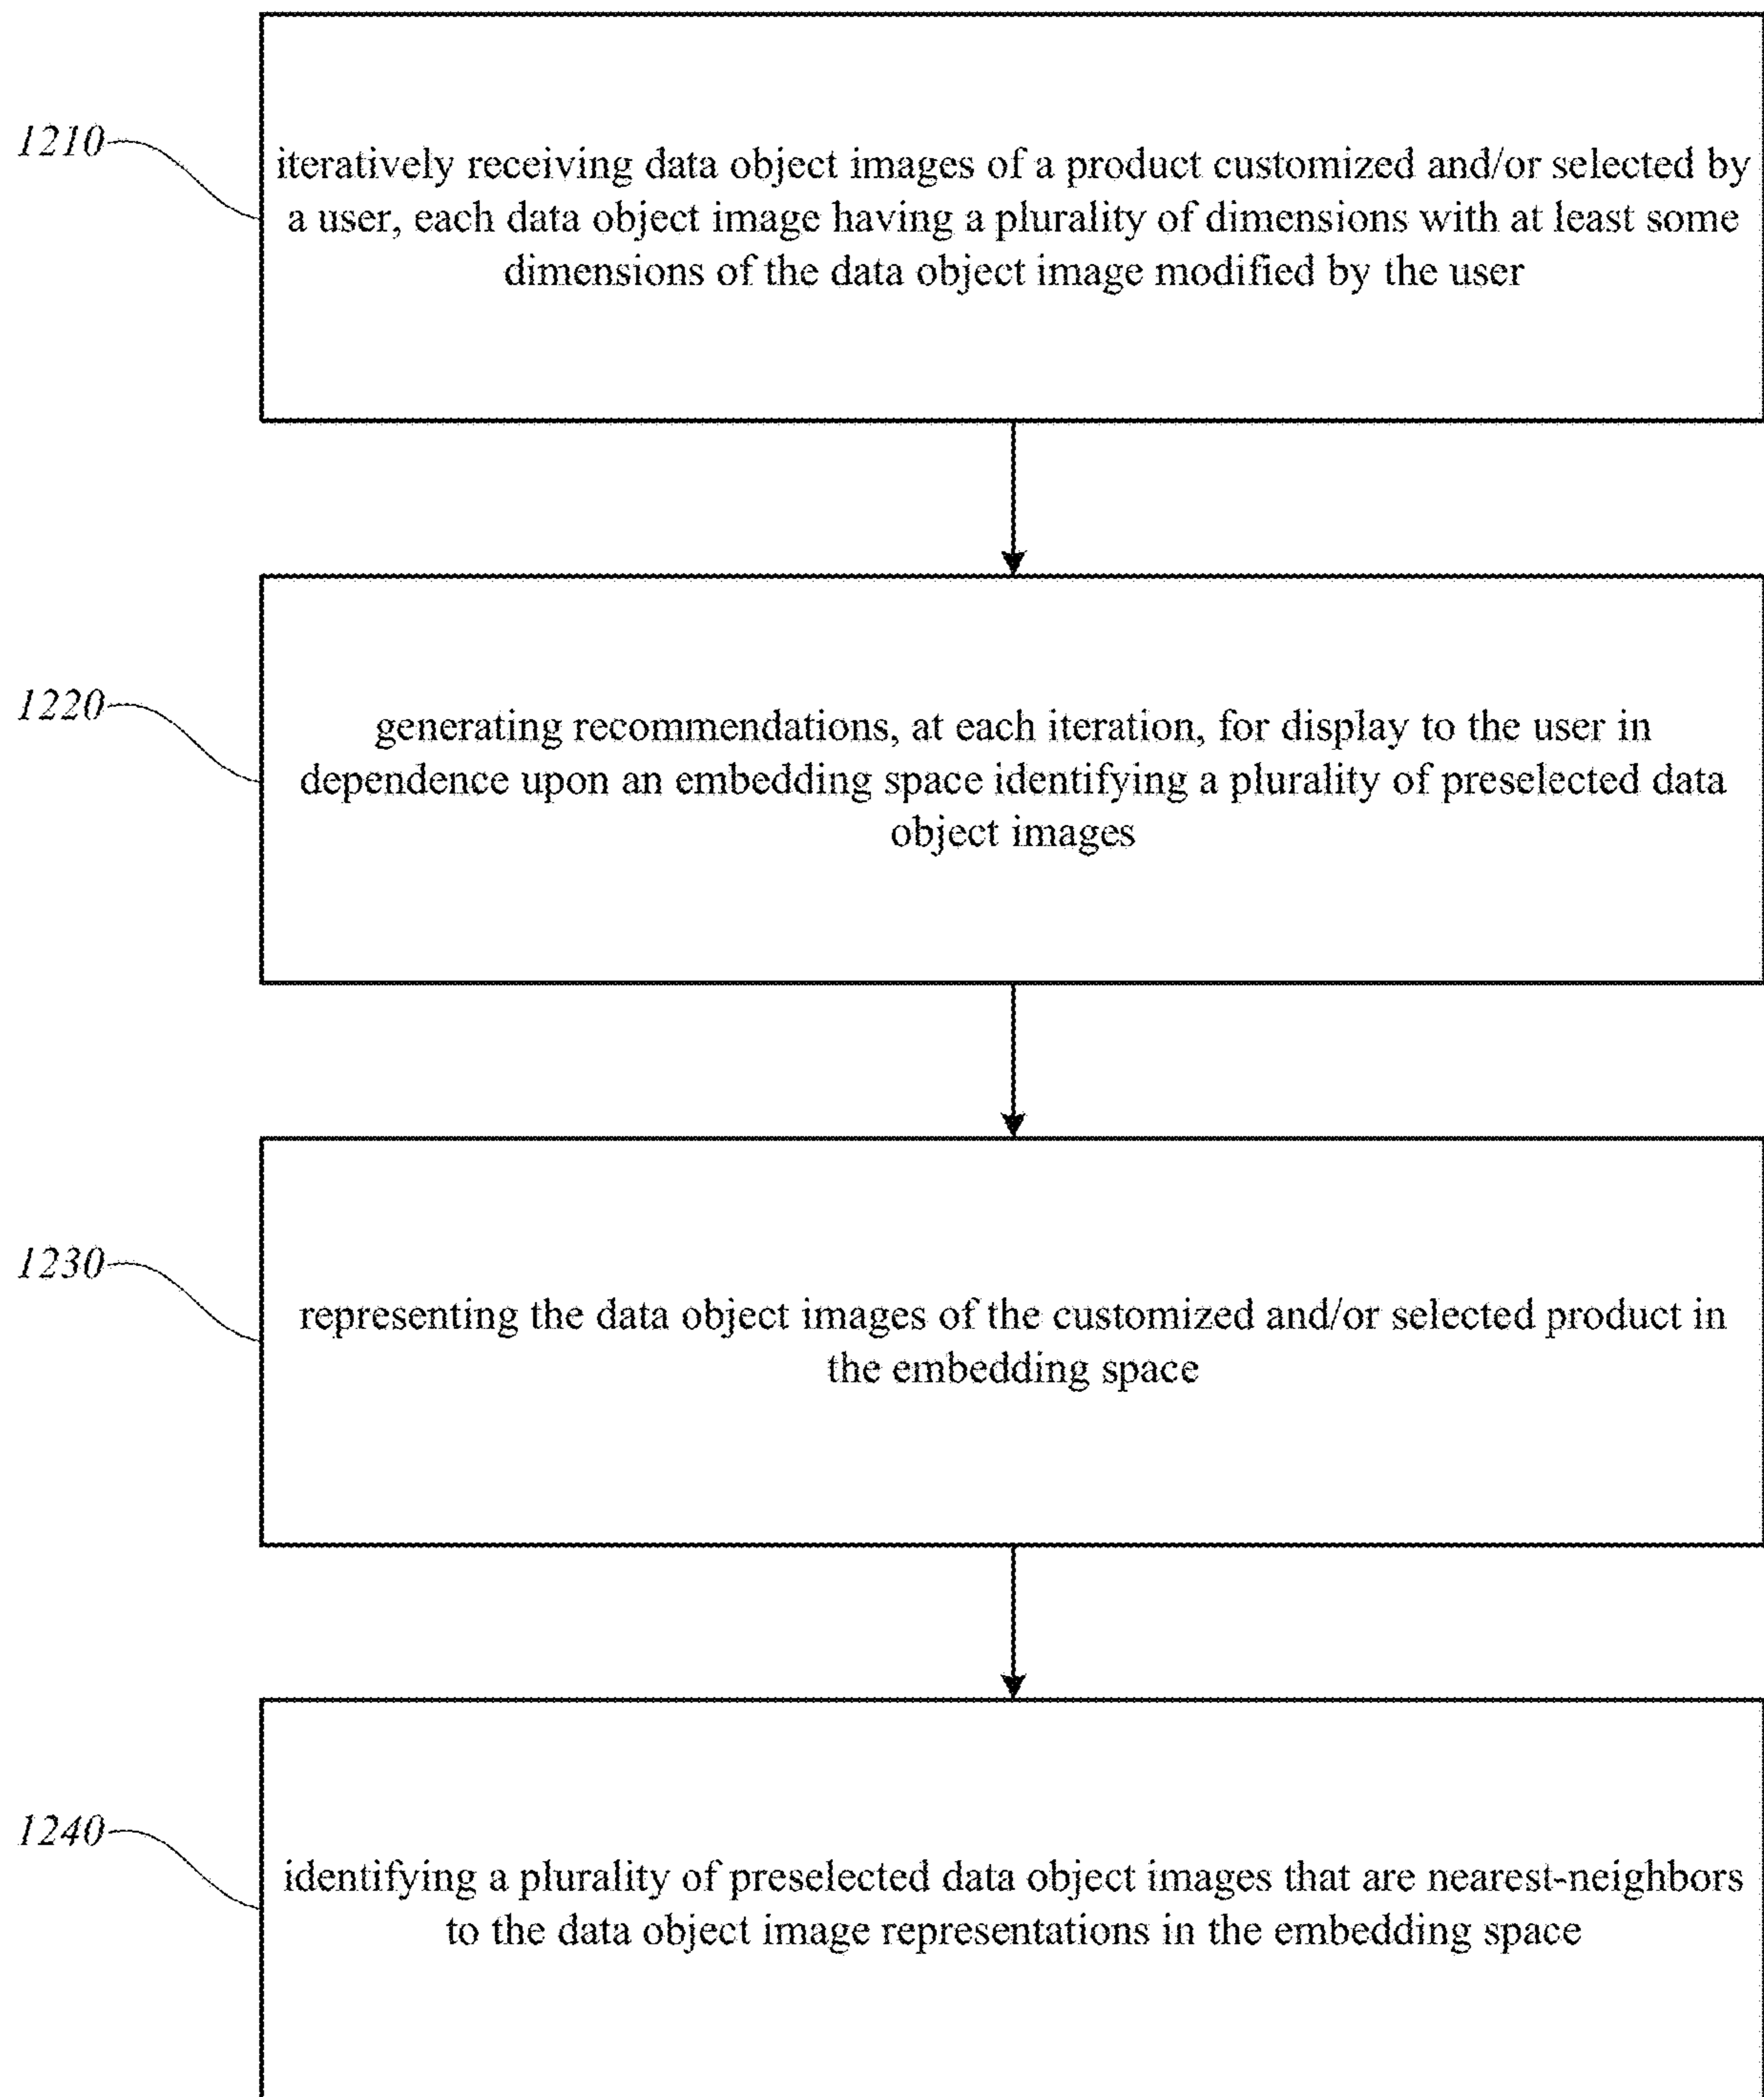 1210
iteratively receiving data object images of a product customized and/or selected by
a user, each data object image having a plurality of dimensions with at least some
dimensions of the data object image modified by the user
1220
generating recommendations, at each iteration, for display to the user in
dependence upon an embedding space identifying a plurality of preselected data
object images
1230
representing the data object images of the customized and/or selected product in
the embedding space
1240
identifying a plurality of preselected data object images that are nearest-neighbors
to the data object image representations in the embedding space